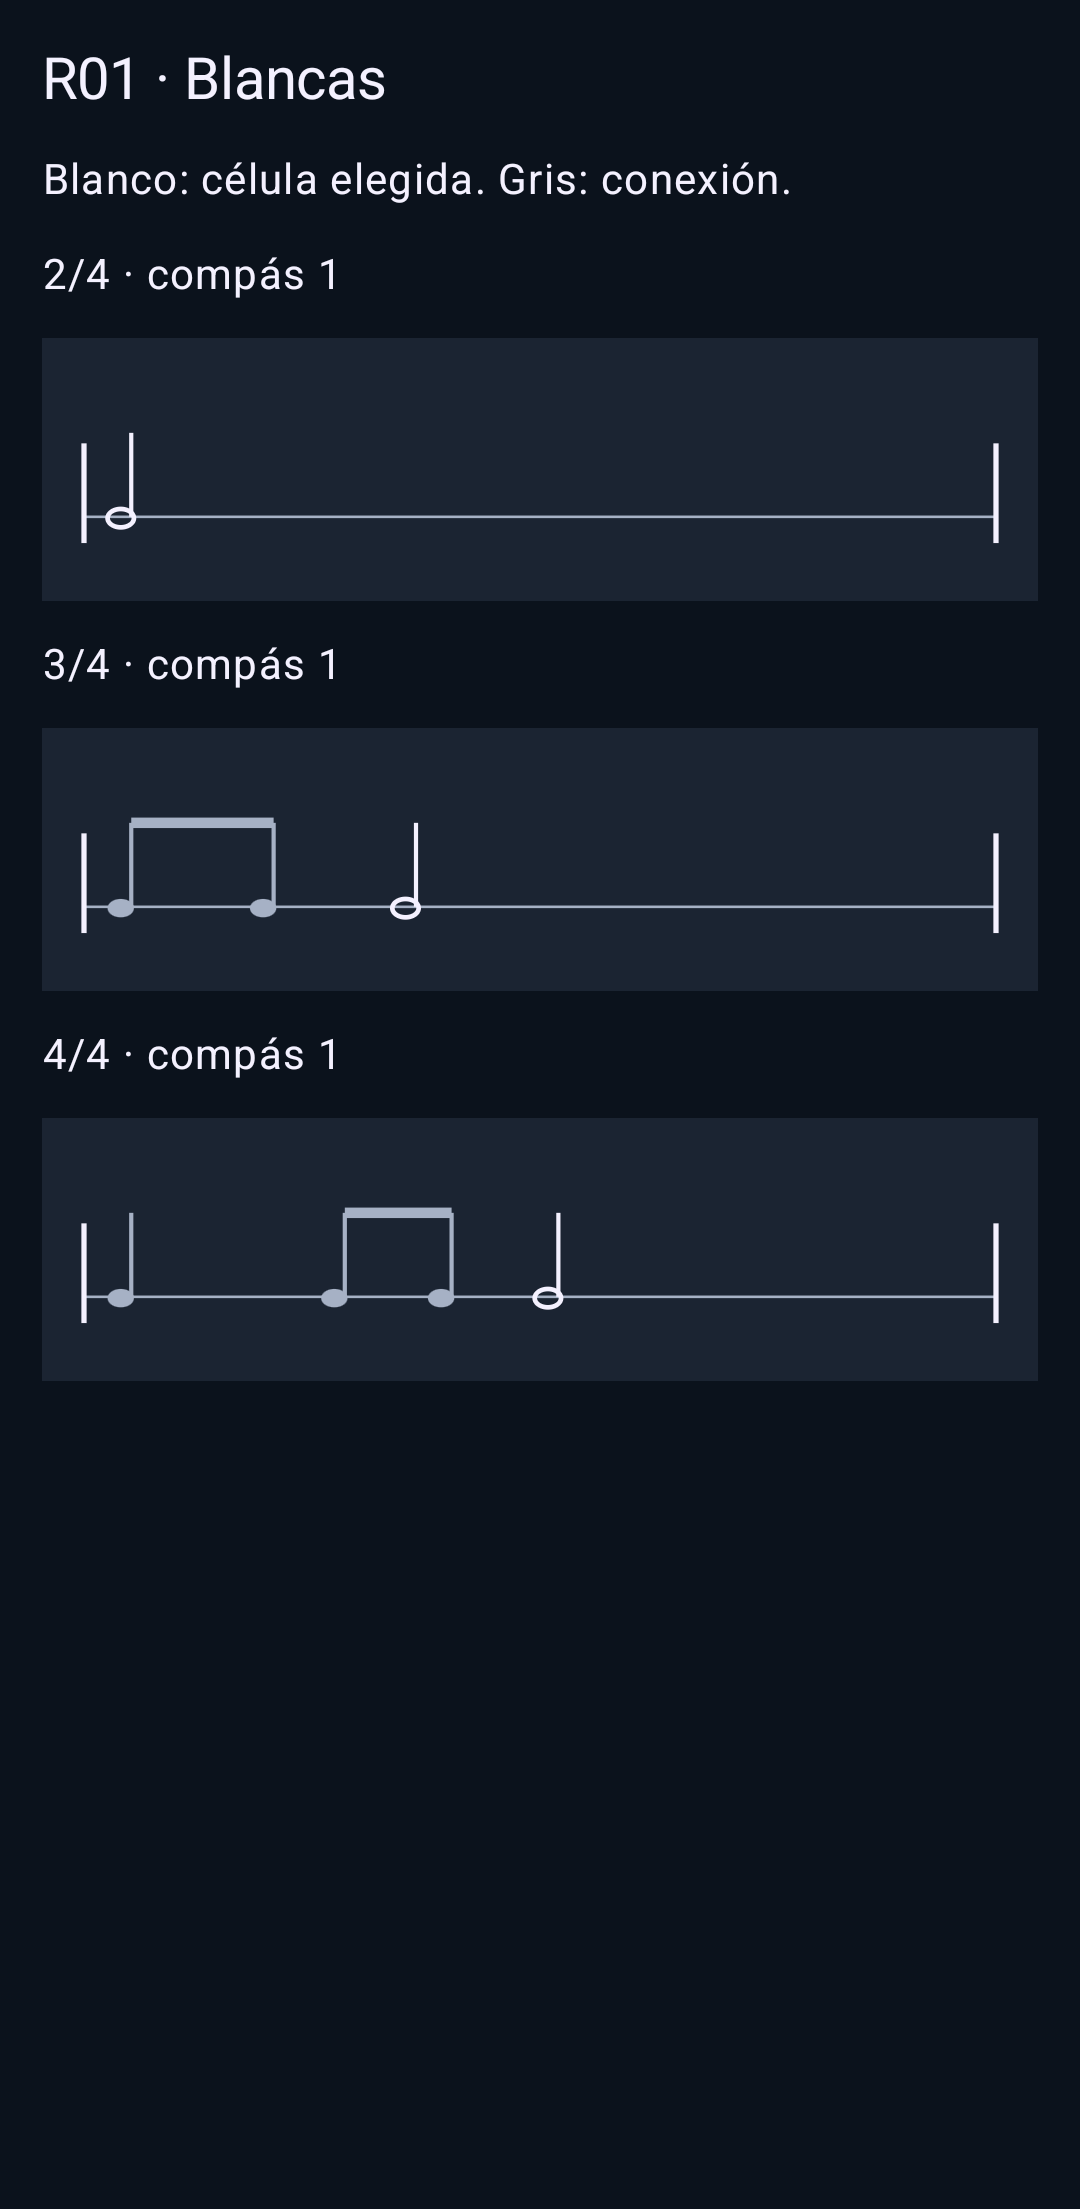 R01 · Blancas
Blanco: célula elegida. Gris: conexión.
2/4 · compás 1
3/4 · compás 1
4/4 · compás 1